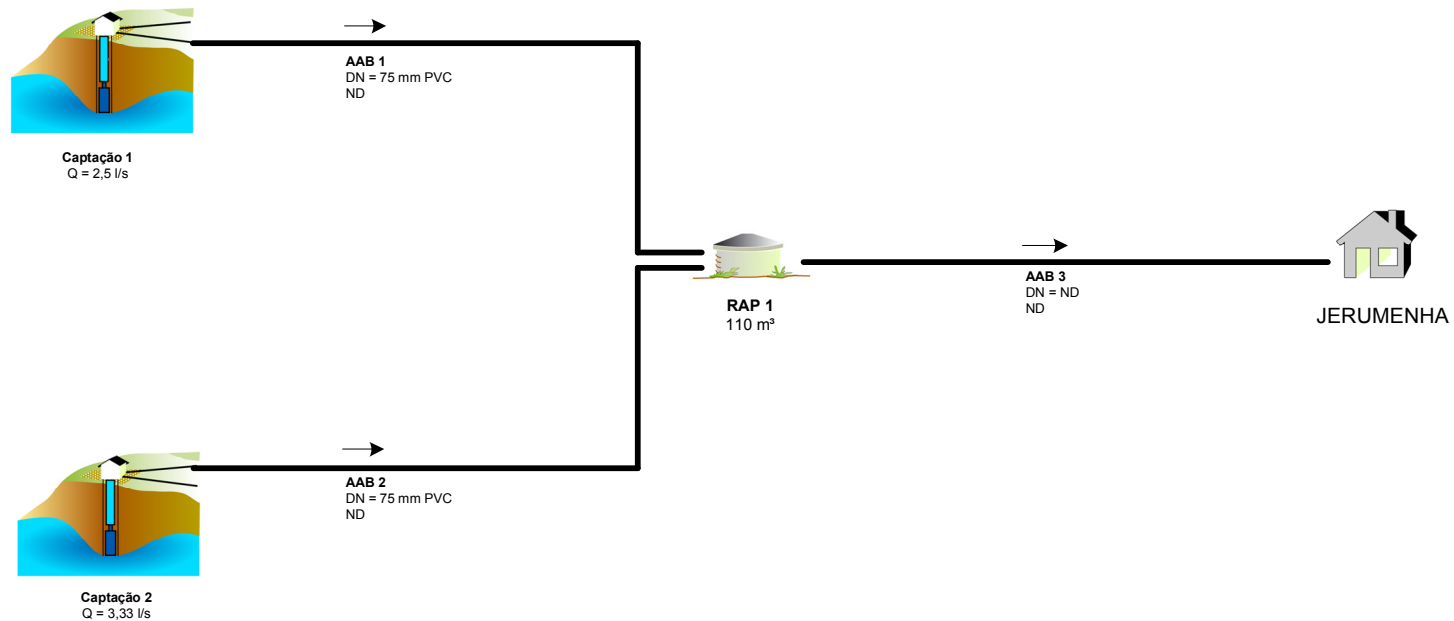 AAB 1
DN = 75 mm PVC
ND
Captação 1
Q = 2,5 l/s
RAP 1
110 m³
AAB 3
DN = ND
ND
JERUMENHA
AAB 2
DN = 75 mm PVC
ND
Captação 2
Q = 3,33 l/s